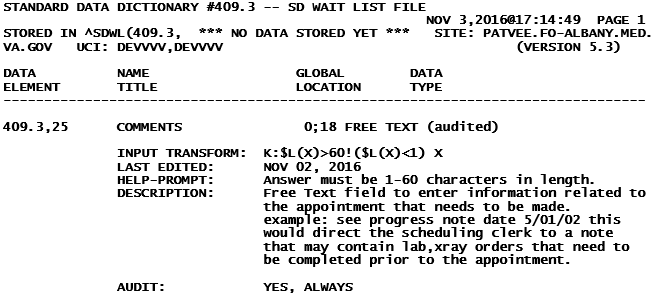 STANDARD DATA DICTIONARY #409.3 -- SD WAIT LIST FILE
NOV 3,2016@17:14:49 PAGE 1
STORED IN ^SDWL(409.3, *** NO DATA STORED YET *** SITE: PATVEE.FO-ALBANY.MED.
VA.GOV UCI: DEVVVV,DEVVVV (VERSION 5.3)
DATA NAME GLOBAL DATA
ELEMENT TITLE LOCATION TYPE
-------------------------------------------------------------------------------
409.3,25 COMMENTS 0;18 FREE TEXT (audited)
INPUT TRANSFORM: K:$L(X)>60!($L(X)<1) X
LAST EDITED: NOV 02, 2016
HELP-PROMPT: Answer must be 1-60 characters in length.
DESCRIPTION: Free Text field to enter information related to
the appointment that needs to be made.
example: see progress note date 5/01/02 this
would direct the scheduling clerk to a note
that may contain lab,xray orders that need to
be completed prior to the appointment.
AUDIT: YES, ALWAYS